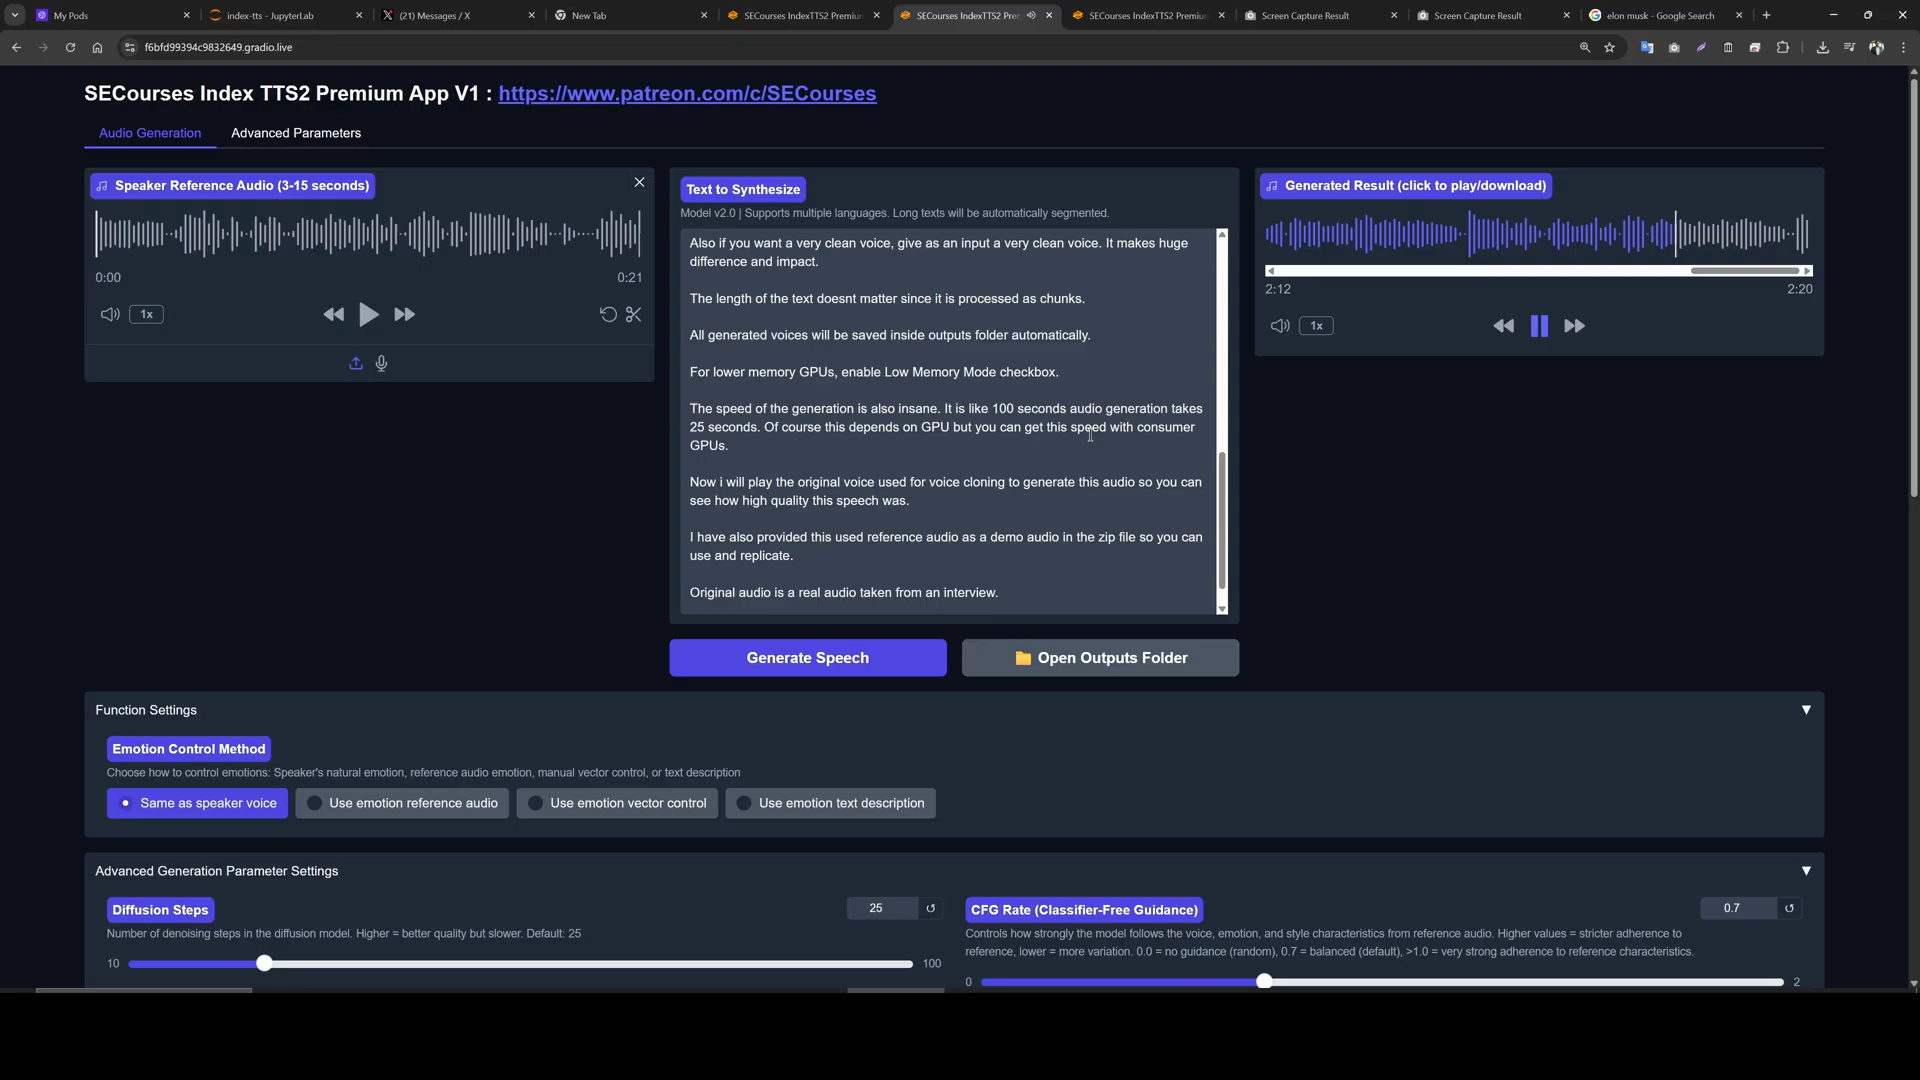 My Pods
index-tts - JupyterLab
(21) Messages / X
New Tab
SECourses IndexTTS2 Premium
SECourses IndexTTS2 Prem
SECourses IndexTTS2 Premium
Screen Capture Result
Screen Capture Result
elon musk - Google Search
f6bfd99394c9832649.gradio.live
SECourses Index TTS2 Premium App V1 : https://www.patreon.com/c/SECourses
Audio Generation
Advanced Parameters
Speaker Reference Audio (3-15 seconds)
0:00
0:21
1x
Text to Synthesize
Model v2.0 | Supports multiple languages. Long texts will be automatically segmented.
Also if you want a very clean voice, give as an input a very clean voice. It makes huge
difference and impact.
The length of the text doesnt matter since it is processed as chunks.
All generated voices will be saved inside outputs folder automatically.
For lower memory GPUs, enable Low Memory Mode checkbox.
The speed of the generation is also insane. It is like 100 seconds audio generation takes
25 seconds. Of course this depends on GPU but you can get this speed with consumer
GPUs.
Now i will play the original voice used for voice cloning to generate this audio so you can
see how high quality this speech was.
I have also provided this used reference audio as a demo audio in the zip file so you can
use and replicate.
Original audio is a real audio taken from an interview.
Generated Result (click to play/download)
2:12
2:20
1x
Generate Speech
Open Outputs Folder
Function Settings
Emotion Control Method
Choose how to control emotions: Speaker's natural emotion, reference audio emotion, manual vector control, or text description
Same as speaker voice
Use emotion reference audio
Use emotion vector control
Use emotion text description
Advanced Generation Parameter Settings
Diffusion Steps
25
Number of denoising steps in the diffusion model. Higher = better quality but slower. Default: 25
10
100
CFG Rate (Classifier-Free Guidance)
0.7
Controls how strongly the model follows the voice, emotion, and style characteristics from reference audio. Higher values = stricter adherence to
reference, lower = more variation. 0.0 = no guidance (random), 0.7 = balanced (default), >1.0 = very strong adherence to reference characteristics.
0
2